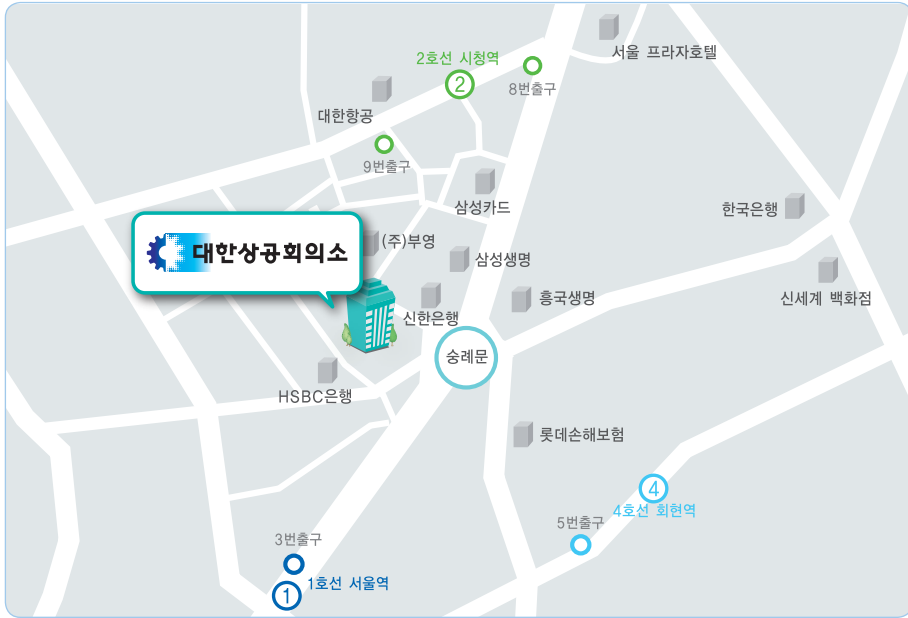 서울 프라자호텔
2호선 시청역
2
8번출구
대한항공
9번출구
삼성카드
한국은행
대한상공회의소
(주)부영
삼성생명
신세계 백화점
흥국생명
신한은행
숭례문
HSBC은행
롯데손해보험
4
4호선 회현역
5번출구
3번출구
1호선 서울역
1